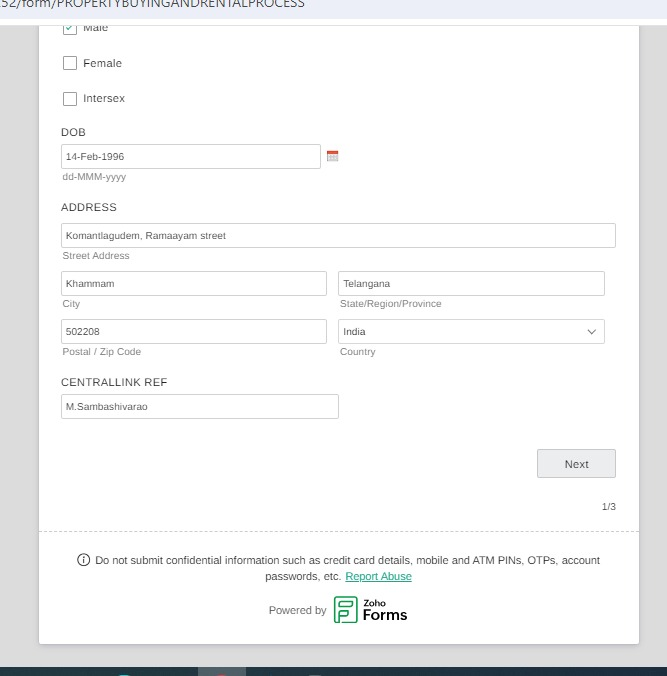 52/form/PROPERTYBUYINGANDRENTALPROCESS
Male
Female
Intersex
DOB
14-Feb-1996
dd-MMM-yyyy
ADDRESS
Komantlagudem, Ramaayam street
Street Address
Khammam Telangana
City State/Region/Province
502208 India
Postal / Zip Code Country
CENTRALLINK REF
M.Sambashivarao
Next
1/3
Do not submit confidential information such as credit card details, mobile and ATM PINs, OTPs, account
passwords, etc. Report Abuse
Powered by Zoho Forms